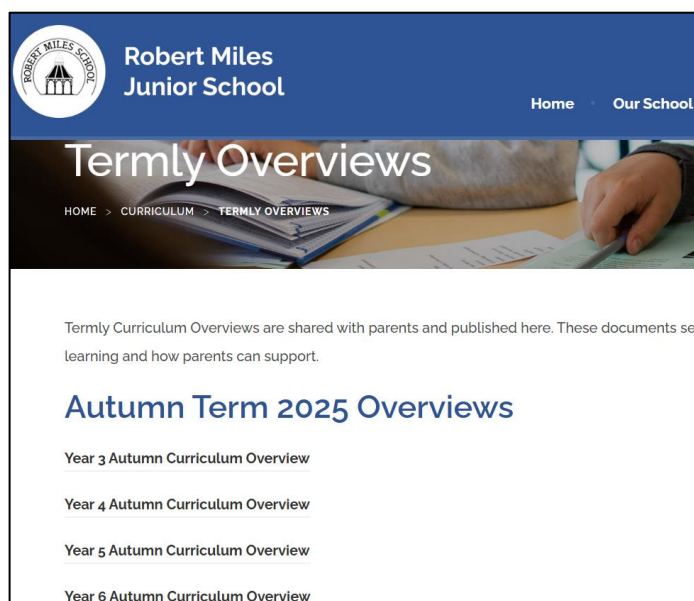 ROBERT MILES SCHOOL
Robert Miles
Junior School
Home
Our School
Termly Overviews
HOME > CURRICULUM > TERMLY OVERVIEWS
Termly Curriculum Overviews are shared with parents and published here. These documents se
learning and how parents can support.
Autumn Term 2025 Overviews
Year 3 Autumn Curriculum Overview
Year 4 Autumn Curriculum Overview
Year 5 Autumn Curriculum Overview
Year 6 Autumn Curriculum Overview